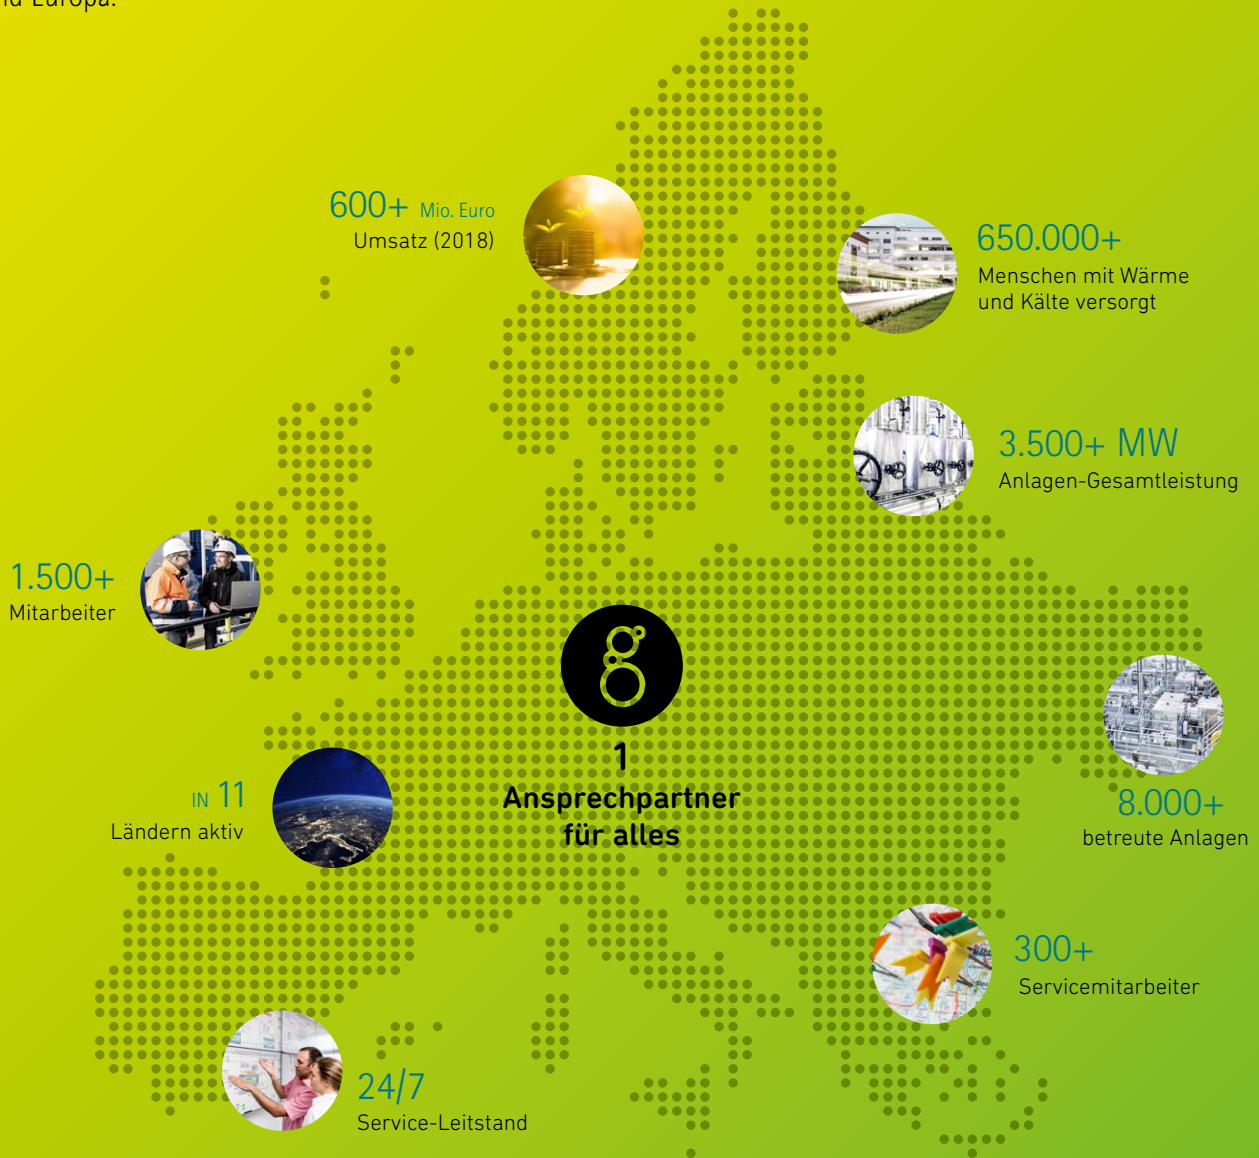 nd Europa.
600+ Mio. Euro
Umsatz (2018)
650.000+
Menschen mit Wärme
und Kälte versorgt
3.500+ MW
Anlagen-Gesamtleistung
1.500+
Mitarbeiter
g
1
Ansprechpartner
für alles
IN 11
Ländern aktiv
8.000+
betreute Anlagen
300+
Servicemitarbeiter
24/7
Service-Leitstand